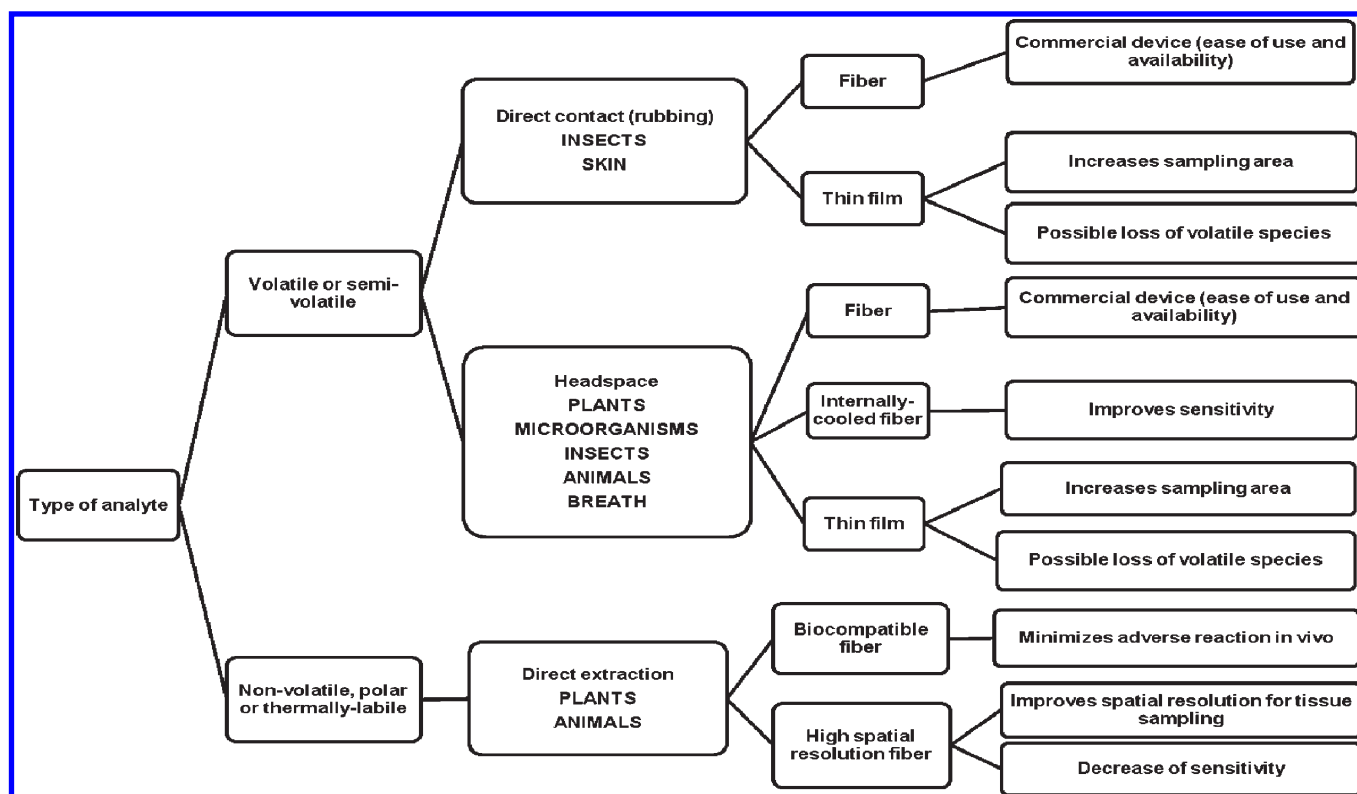 Type of analyte
Volatile or semi-
volatile
Direct contact (rubbing)
INSECTS
SKIN
Fiber
Commercial device (ease of use and
availability)
Thin film
Increases sampling area
Possible loss of volatile species
Headspace
PLANTS
MICROORGANISMS
INSECTS
ANIMALS
BREATH
Fiber
Commercial device (ease of use and
availability)
Internally-
cooled fiber
Improves sensitivity
Thin film
Increases sampling area
Possible loss of volatile species
Non-volatile, polar
or thermally-labile
Direct extraction
PLANTS
ANIMALS
Biocompatible
fiber
Minimizes adverse reaction in vivo
High spatial
resolution fiber
Improves spatial resolution for tissue
sampling
Decrease of sensitivity